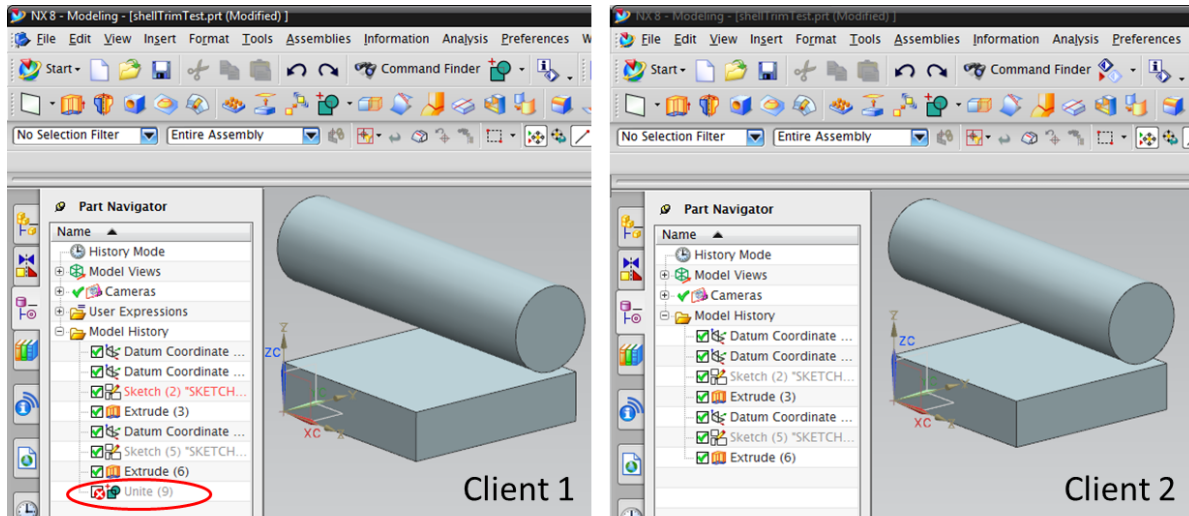 NX 8 - Modeling - [shellTrimTest.prt (Modified) ]
File Edit View Insert Format Tools Assemblies Information Analysis Preferences W
Start
Command Finder
No Selection Filter
Entire Assembly
Part Navigator
Name
History Mode
Model Views
Cameras
User Expressions
Model History
Datum Coordinate ...
Datum Coordinate ...
Sketch (2) "SKETCH...
Extrude (3)
Datum Coordinate ...
Sketch (5) "SKETCH...
Extrude (6)
Unite (9)
Z
ZC
XC
Client 1
NX 8 - Modeling - [shellTrimTest.prt (Modified) ]
File Edit View Insert Format Tools Assemblies Information Analysis Preferences
Start
Command Finder
No Selection Filter
Entire Assembly
Part Navigator
Name
History Mode
Model Views
Cameras
Model History
Datum Coordinate ...
Datum Coordinate ...
Sketch (2) "SKETCH...
Extrude (3)
Datum Coordinate ...
Sketch (5) "SKETCH...
Extrude (6)
Z
ZC
XC
Client 2